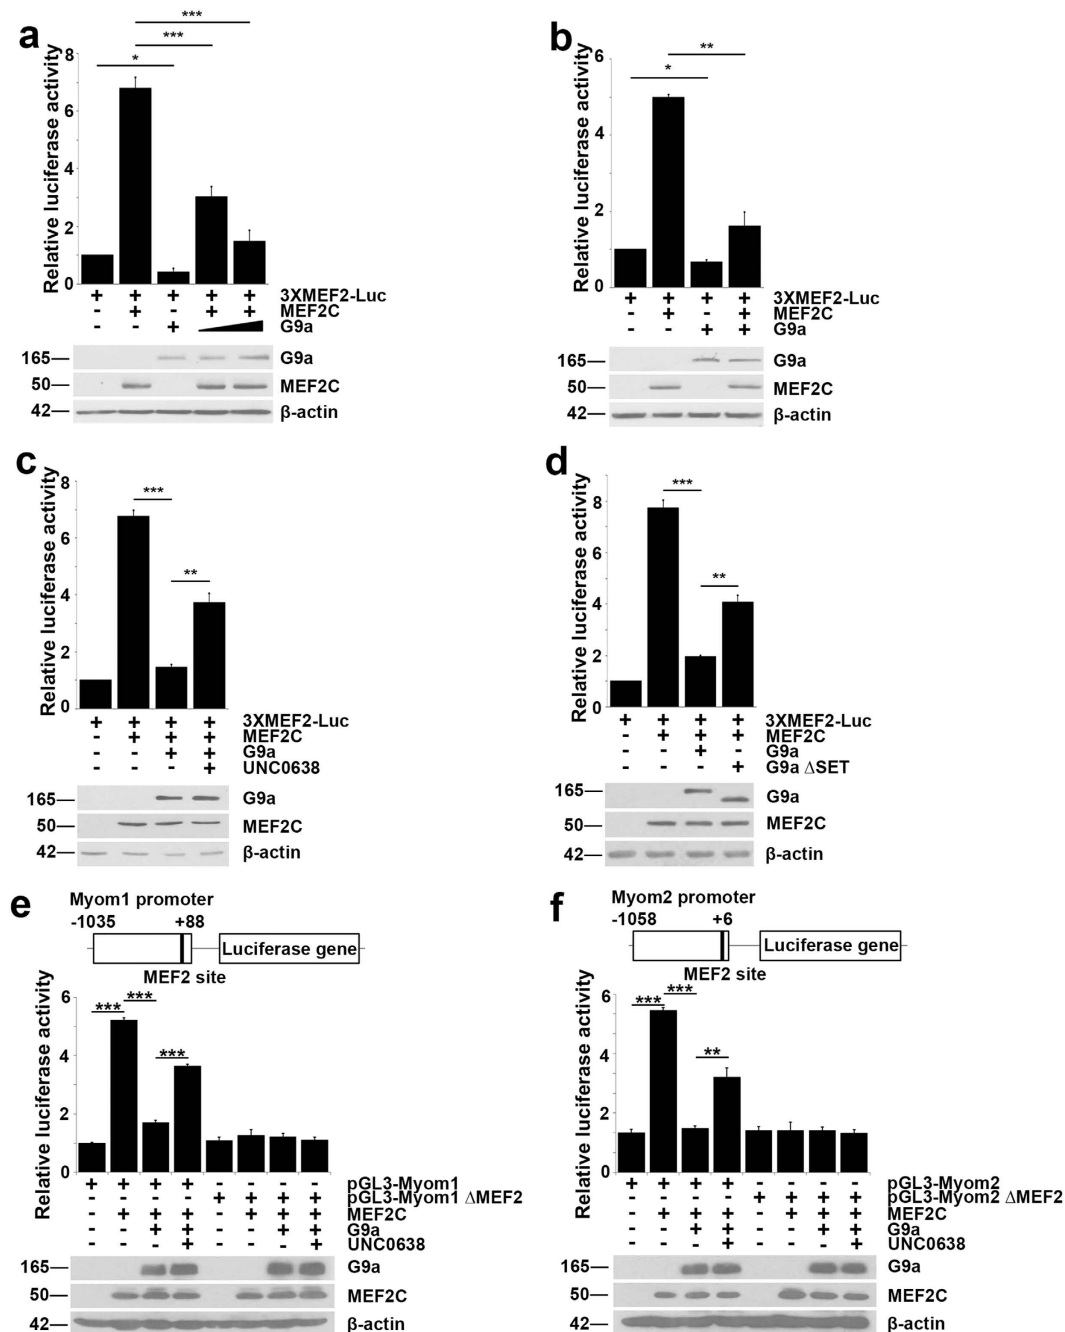 a
Relative luciferase activity
8
6
4
2
0
***
***
*
+ + + + + 3XMEF2-Luc
- + - + + MEF2C
- - + G9a
165— G9a
50— MEF2C
42— β-actin
b
Relative luciferase activity
6
4
2
0
**
*
+ + + + 3XMEF2-Luc
- + - + MEF2C
- - + + G9a
165— G9a
50— MEF2C
42— β-actin
c
Relative luciferase activity
8
6
4
2
0
***
**
+ + + + 3XMEF2-Luc
- + + + MEF2C
- - + + G9a
- - - + UNC0638
165— G9a
50— MEF2C
42— β-actin
d
Relative luciferase activity
8
6
4
2
0
***
**
+ + + + 3XMEF2-Luc
- + + + MEF2C
- - + - G9a
- - - + G9a ΔSET
165— G9a
50— MEF2C
42— β-actin
e
Myom1 promoter
-1035 +88
Luciferase gene
MEF2 site
Relative luciferase activity
6
4
2
0
*** *** ***
+ + + + - - - - pGL3-Myom1
- - - - + + + + pGL3-Myom1 ΔMEF2
- + + + - + + + MEF2C
- - + + - - + + G9a
- - - + - - - + UNC0638
165— G9a
50— MEF2C
42— β-actin
f
Myom2 promoter
-1058 +6
Luciferase gene
MEF2 site
Relative luciferase activity
6
4
2
0
*** *** **
+ + + + - - - - pGL3-Myom2
- - - - + + + + pGL3-Myom2 ΔMEF2
- + + + - + + + MEF2C
- - + + - - + + G9a
- - - + - - - + UNC0638
165— G9a
50— MEF2C
42— β-actin